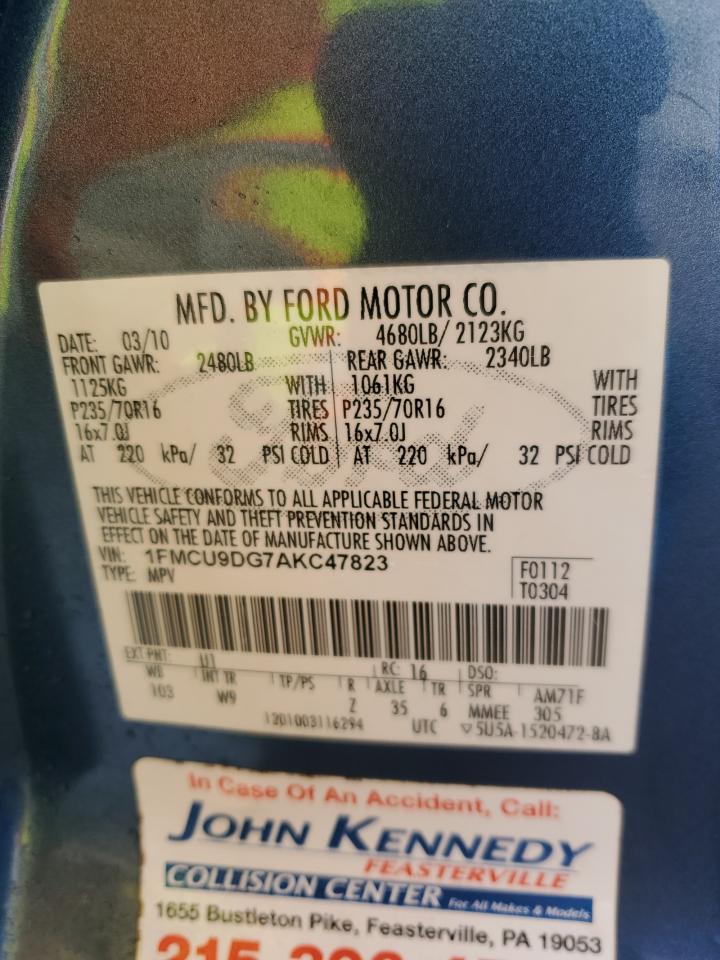 MFD. BY FORD MOTOR CO.
DATE: 03/10 GVWR: 4680LB/ 2123KG
FRONT GAWR: 2480LB REAR GAWR: 2340LB
1125KG WITH 1061KG WITH
P235/70R16 TIRES P235/70R16 TIRES
16x7.0J RIMS 16x7.0J RIMS
AT 220 kPa/ 32 PSI COLD AT 220 kPa/ 32 PSI COLD
Ford
THIS VEHICLE CONFORMS TO ALL APPLICABLE FEDERAL MOTOR
VEHICLE SAFETY AND THEFT PREVENTION STANDARDS IN
EFFECT ON THE DATE OF MANUFACTURE SHOWN ABOVE.
VIN: 1FMCU9DG7AKC47823
TYPE: MPV
F0112
T0304
EXT PNT: U1 RC: 16 DSO:
WB INT TR TP/PS R AXLE TR SPR AM71F
103 W9 Z 35 6 MMEE 305
1201003116294 UTC ▽5U5A-1520472-BA
In Case Of An Accident, Call:
JOHN KENNEDY
FEASTERVILLE
COLLISION CENTER For All Makes & Models
1655 Bustleton Pike, Feasterville, PA 19053